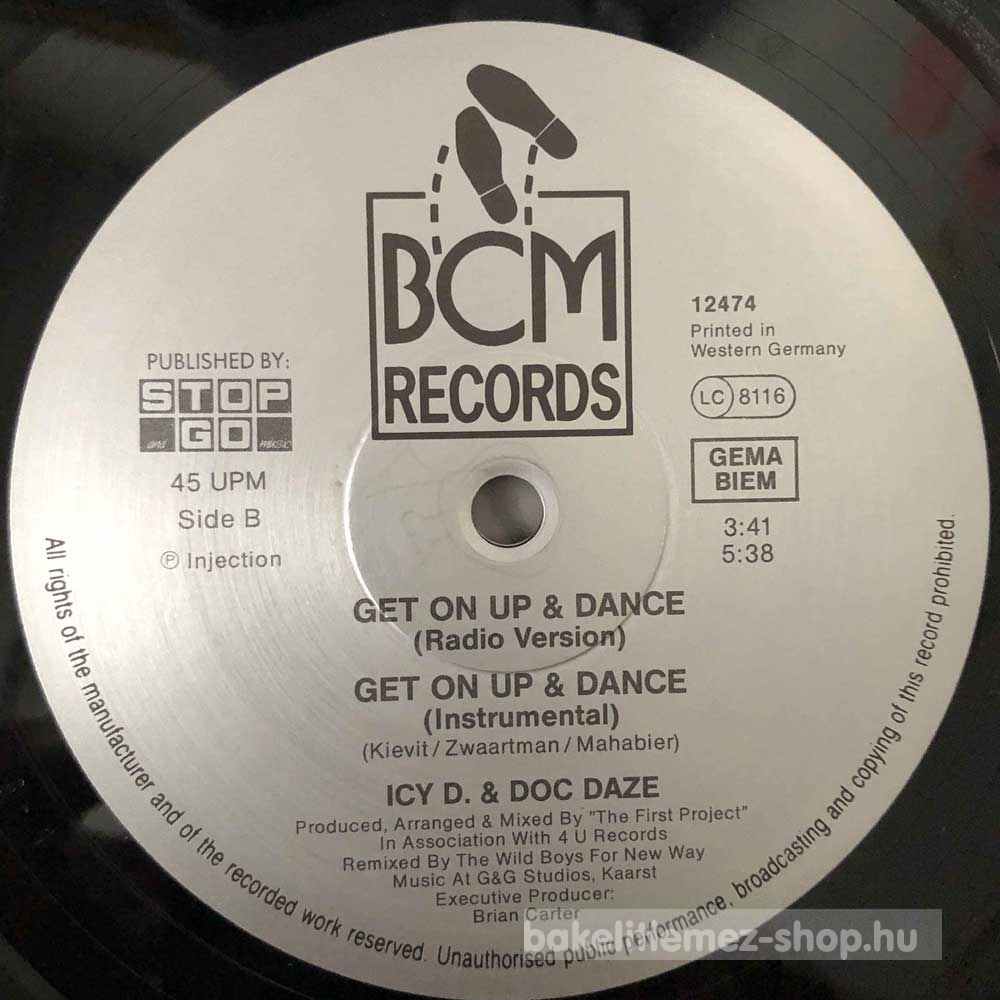 BCM
RECORDS
PUBLISHED BY:
STOP
and GO music
45 UPM
Side B
Ⓟ Injection
12474
Printed in
Western Germany
LC 8116
GEMA
BIEM
3:41
5:38
GET ON UP & DANCE
(Radio Version)
GET ON UP & DANCE
(Instrumental)
(Kievit/Zwaartman/Mahabier)
ICY D. & DOC DAZE
Produced, Arranged & Mixed By "The First Project"
In Association With 4 U Records
Remixed By The Wild Boys For New Way
Music At G&G Studios, Kaarst
Executive Producer:
Brian Carter
All rights of the manufacturer and of the recorded work reserved. Unauthorised public performance, broadcasting and copying of this record prohibited.
bakelitlemez-shop.hu